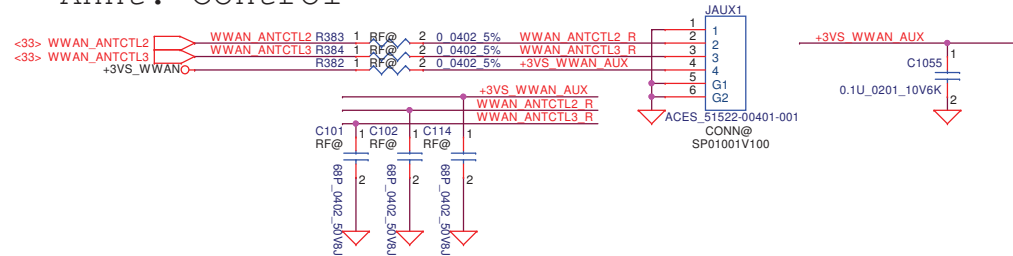 JAUX1
<33> WWAN_ANTCTL2 WWAN_ANTCTL2 R383 1 RF@ 2 0_0402_5% WWAN_ANTCTL2_R
<33> WWAN_ANTCTL3 WWAN_ANTCTL3 R384 1 RF@ 2 0_0402_5% WWAN_ANTCTL3_R
+3VS_WWAN R382 1 RF@ 2 0_0402_5% +3VS_WWAN_AUX
1 1
2 2
3 3
4 4
5 G1
6 G2
ACES_51522-00401-001
CONN@
SP01001V100
+3VS_WWAN_AUX
C1055 1
0.1U_0201_10V6K
2
+3VS_WWAN_AUX
WWAN_ANTCTL2_R
WWAN_ANTCTL3_R
C101 1 C102 1 C114 1
RF@ RF@ RF@
2 2 2
68P_0402_50V8J 68P_0402_50V8J 68P_0402_50V8J